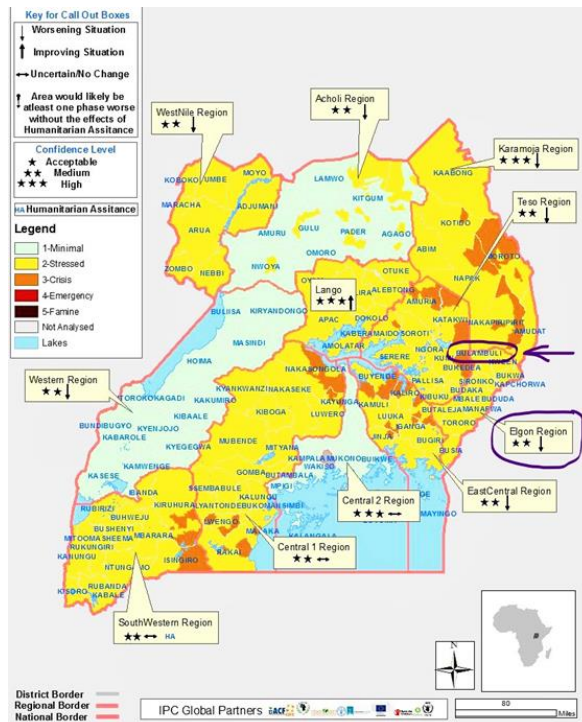 Key for Call Out Boxes
Worsening Situation
Improving Situation
Uncertain/No Change
Area would likely be
atleast one phase worse
without the effects of
Humanitarian Assitance
Confidence Level
★ Acceptable
★★ Medium
★★★ High
HA Humanitarian Assitance
Legend
1-Minimal
2-Stressed
3-Crisis
4-Emergency
5-Famine
Not Analysed
Lakes
WestNile Region
★★
Acholi Region
★★
Karamoja Region
★★★
Teso Region
★★
Lango
★★★
Western Region
★★
Elgon Region
★★
EastCentral Region
★★
Central 2 Region
★★★
Central 1 Region
★★
SouthWestern Region
★★ HA
KOBOKO
MOYO
MARACHA
ADJUMANI
ARUA
ZOMBO
NEBBI
LAMWO
KITGUM
AMURU
GULU
PADER
AGAGO
NWOYA
OMORO
KAABONG
KOTIDO
ABIM
NAPAK
AMUDAT
OTUKE
ALEBTONG
APAC
DOKOLO
AMOLATAR
KABERAMAIDO
SOROTI
SERERE
AMURIA
KATAKWI
NGORA
BULAMBULI
BUKEDEA
PALLISA
SIRONKO
KAPCHORWA
BUKWA
BUDAKA
KIBUKU
MBALE
BUDUDA
BUTALEJA
MANAFWA
TORORO
BUSIA
BUGIRI
IGANGA
LUUKA
KAMULI
KALIRO
BUYENDE
JINJA
MAYINGO
BULIISA
KIRYANDONGO
MASINDI
HOIMA
KAKUMIRO
KIBAALE
BUNDIBUGYO
KYENJOJO
KABAROLE
KYEGEGWA
KASESE
KAMWENGE
NAKASONGOLA
KYANKWANZI
NAKASEKE
KIBOGA
LUWERO
KAYUNGA
MUBENDE
MITYANA
KAMPALA
MUKONO
BUIKWE
WAKISO
GOMBA
BUTAMBALA
MPIGI
SSEMBABULE
KALUNGU
LYANTONDE
LWENGO
RAKAI
KALANGALA
IBANDA
KIRUHURA
RUBIRIZI
BUHWEJU
BUSHENYI
MITOOMA
SHEEMA
MBARARA
RUKUNGIRI
KANUNGU
NTUNGAMO
ISINGIRO
RUBANDA
KISORO
KABALE
N
District Border
Regional Border
National Border
IPC Global Partners
ACF
80
Miles